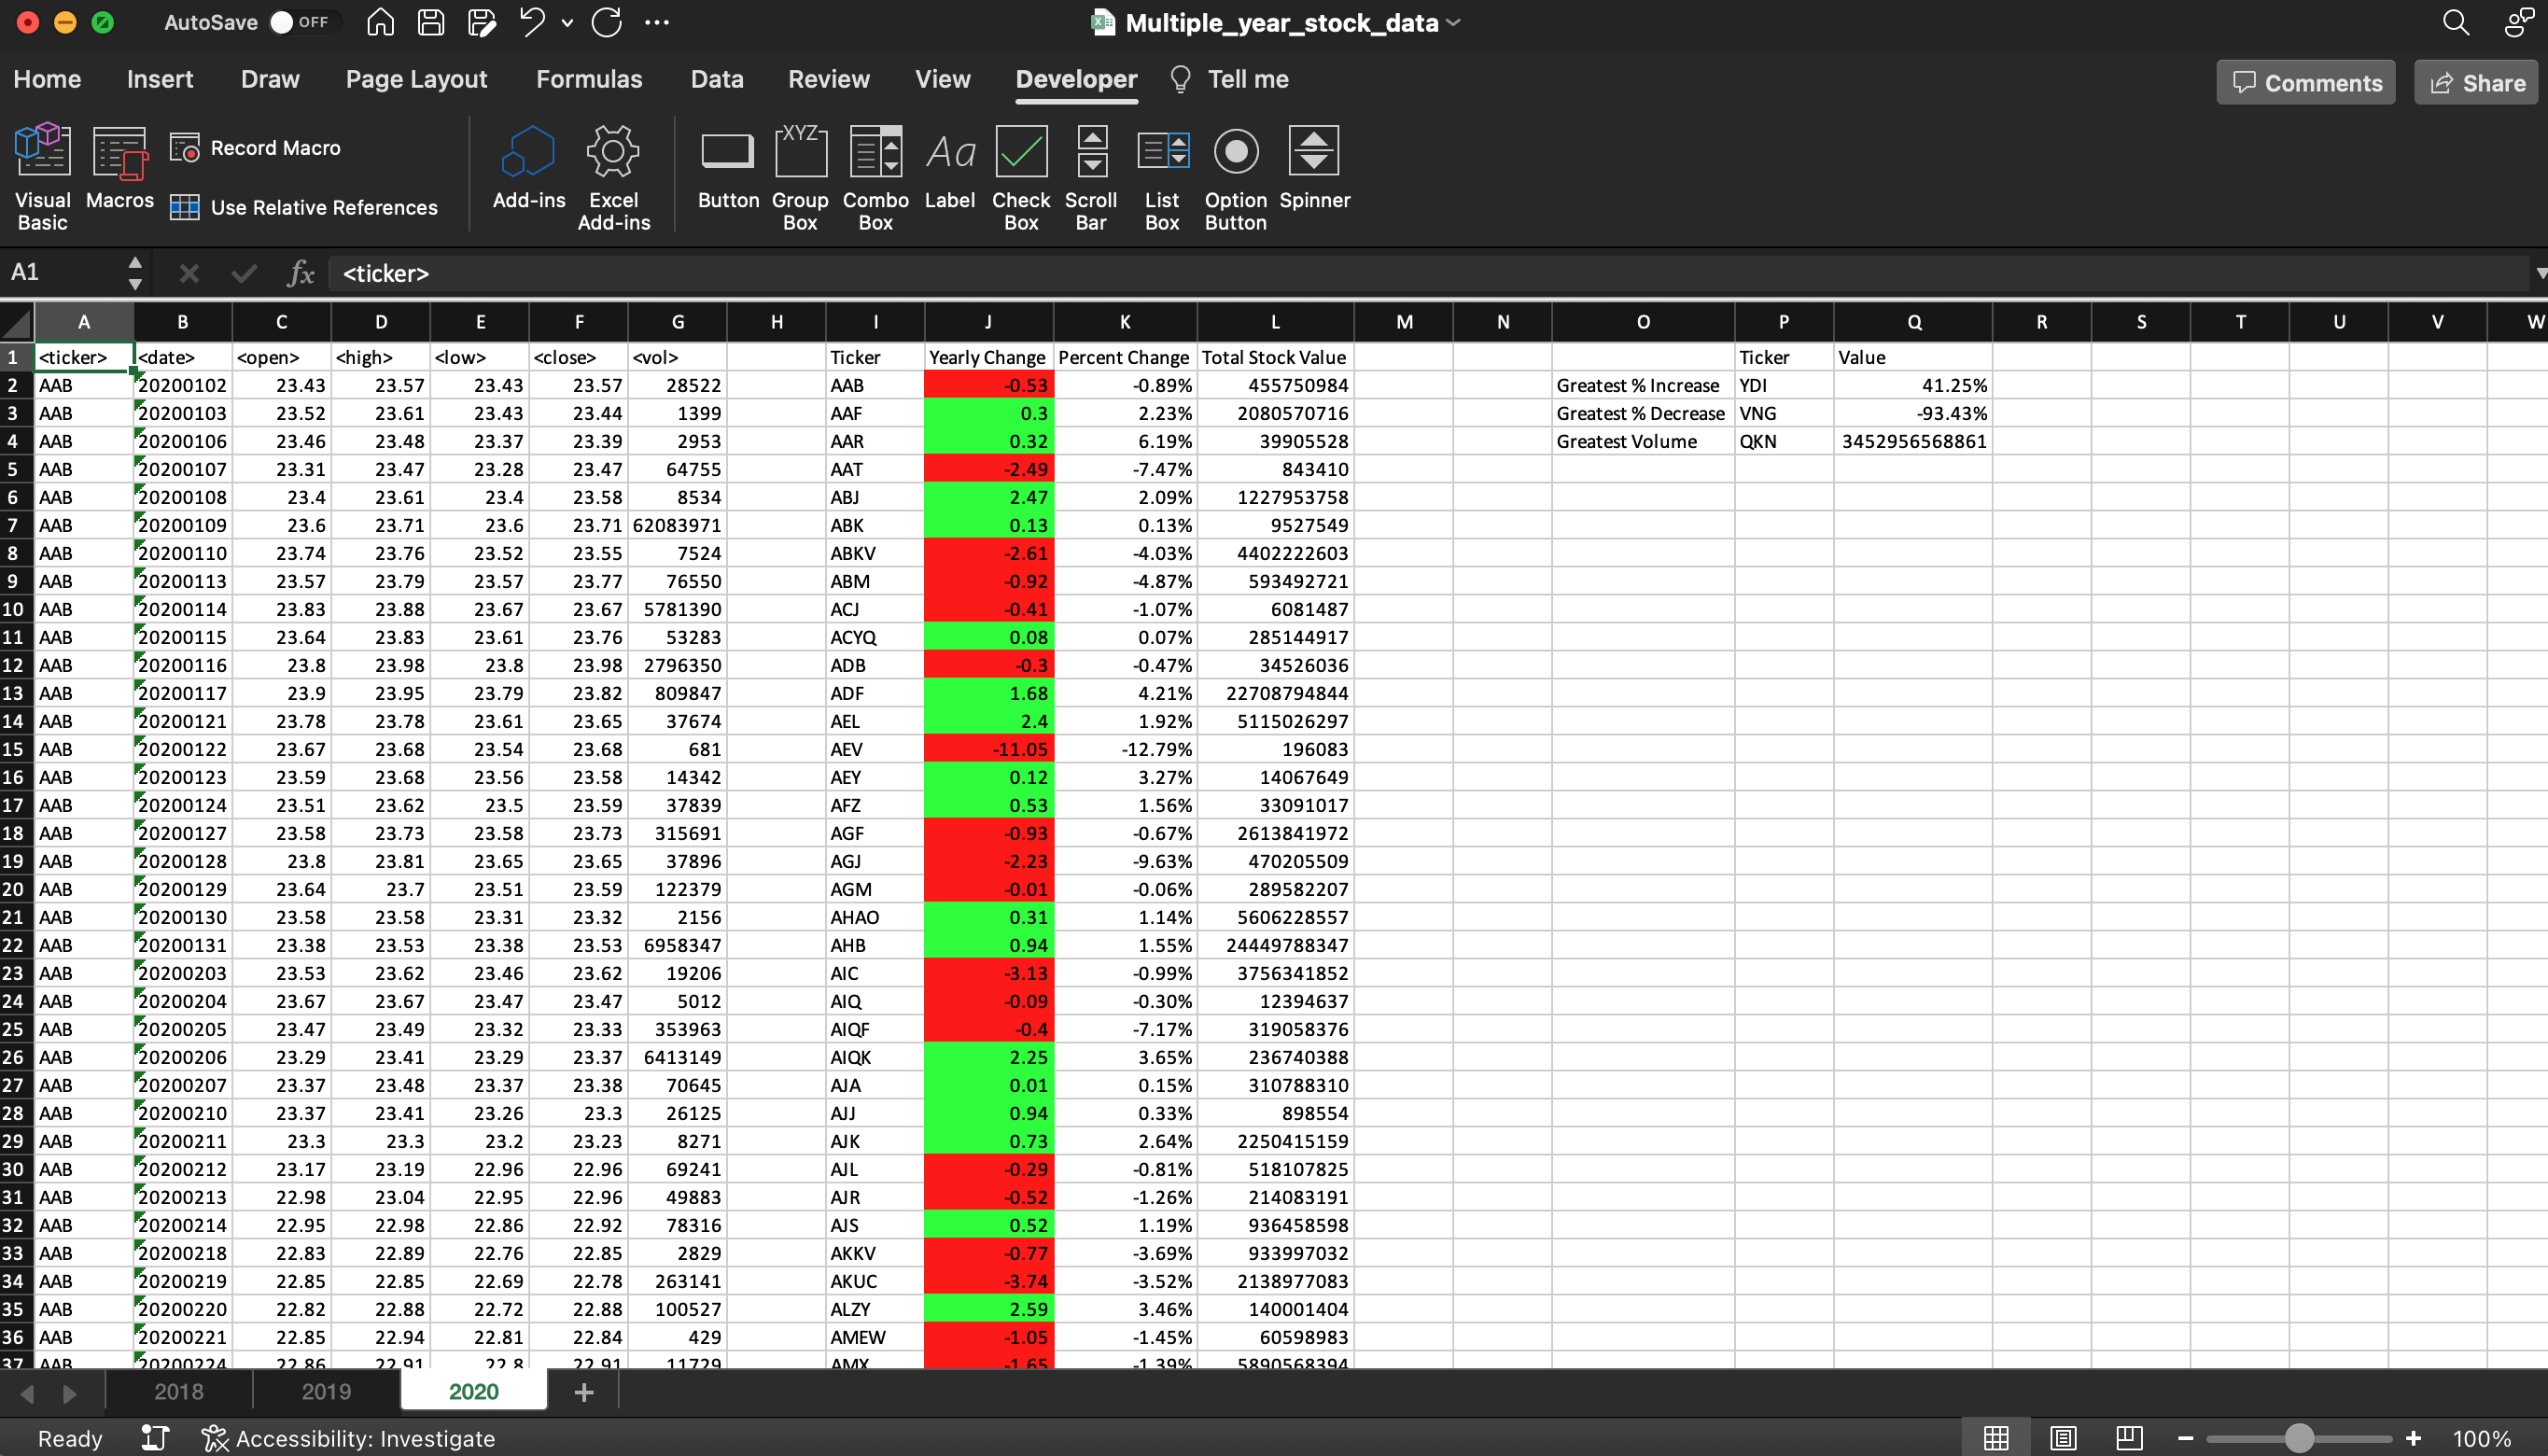 AutoSave OFF Multiple_year_stock_data
Home Insert Draw Page Layout Formulas Data Review View Developer Tell me Comments Share
Visual Basic Macros Record Macro Use Relative References Add-ins Excel Add-ins Button XYZ Group Box Combo Box Aa Label Check Box Scroll Bar List Box Option Button Spinner
A1 fx <ticker>
A B C D E F G H I J K L M N O P Q R S T U V W
1 <ticker> <date> <open> <high> <low> <close> <vol> Ticker Yearly Change Percent Change Total Stock Value Ticker Value
2 AAB 20200102 23.43 23.57 23.43 23.57 28522 AAB -0.53 -0.89% 455750984 Greatest % Increase YDI 41.25%
3 AAB 20200103 23.52 23.61 23.43 23.44 1399 AAF 0.3 2.23% 2080570716 Greatest % Decrease VNG -93.43%
4 AAB 20200106 23.46 23.48 23.37 23.39 2953 AAR 0.32 6.19% 39905528 Greatest Volume QKN 3452956568861
5 AAB 20200107 23.31 23.47 23.28 23.47 64755 AAT -2.49 -7.47% 843410
6 AAB 20200108 23.4 23.61 23.4 23.58 8534 ABJ 2.47 2.09% 1227953758
7 AAB 20200109 23.6 23.71 23.6 23.71 62083971 ABK 0.13 0.13% 9527549
8 AAB 20200110 23.74 23.76 23.52 23.55 7524 ABKV -2.61 -4.03% 4402222603
9 AAB 20200113 23.57 23.79 23.57 23.77 76550 ABM -0.92 -4.87% 593492721
10 AAB 20200114 23.83 23.88 23.67 23.67 5781390 ACJ -0.41 -1.07% 6081487
11 AAB 20200115 23.64 23.83 23.61 23.76 53283 ACYQ 0.08 0.07% 285144917
12 AAB 20200116 23.8 23.98 23.8 23.98 2796350 ADB -0.3 -0.47% 34526036
13 AAB 20200117 23.9 23.95 23.79 23.82 809847 ADF 1.68 4.21% 22708794844
14 AAB 20200121 23.78 23.78 23.61 23.65 37674 AEL 2.4 1.92% 5115026297
15 AAB 20200122 23.67 23.68 23.54 23.68 681 AEV -11.05 -12.79% 196083
16 AAB 20200123 23.59 23.68 23.56 23.58 14342 AEY 0.12 3.27% 14067649
17 AAB 20200124 23.51 23.62 23.5 23.59 37839 AFZ 0.53 1.56% 33091017
18 AAB 20200127 23.58 23.73 23.58 23.73 315691 AGF -0.93 -0.67% 2613841972
19 AAB 20200128 23.8 23.81 23.65 23.65 37896 AGJ -2.23 -9.63% 470205509
20 AAB 20200129 23.64 23.7 23.51 23.59 122379 AGM -0.01 -0.06% 289582207
21 AAB 20200130 23.58 23.58 23.31 23.32 2156 AHAO 0.31 1.14% 5606228557
22 AAB 20200131 23.38 23.53 23.38 23.53 6958347 AHB 0.94 1.55% 24449788347
23 AAB 20200203 23.53 23.62 23.46 23.62 19206 AIC -3.13 -0.99% 3756341852
24 AAB 20200204 23.67 23.67 23.47 23.47 5012 AIQ -0.09 -0.30% 12394637
25 AAB 20200205 23.47 23.49 23.32 23.33 353963 AIQF -0.4 -7.17% 319058376
26 AAB 20200206 23.29 23.41 23.29 23.37 6413149 AIQK 2.25 3.65% 236740388
27 AAB 20200207 23.37 23.48 23.37 23.38 70645 AJA 0.01 0.15% 310788310
28 AAB 20200210 23.37 23.41 23.26 23.3 26125 AJJ 0.94 0.33% 898554
29 AAB 20200211 23.3 23.3 23.2 23.23 8271 AJK 0.73 2.64% 2250415159
30 AAB 20200212 23.17 23.19 22.96 22.96 69241 AJL -0.29 -0.81% 518107825
31 AAB 20200213 22.98 23.04 22.95 22.96 49883 AJR -0.52 -1.26% 214083191
32 AAB 20200214 22.95 22.98 22.86 22.92 78316 AJS 0.52 1.19% 936458598
33 AAB 20200218 22.83 22.89 22.76 22.85 2829 AKKV -0.77 -3.69% 933997032
34 AAB 20200219 22.85 22.85 22.69 22.78 263141 AKUC -3.74 -3.52% 2138977083
35 AAB 20200220 22.82 22.88 22.72 22.88 100527 ALZY 2.59 3.46% 140001404
36 AAB 20200221 22.85 22.94 22.81 22.84 429 AMEW -1.05 -1.45% 60598983
37 AAB 20200224 22.86 22.91 22.8 22.91 11729 AMX -1.65 -1.39% 5890568394
2018 2019 2020 +
Ready Accessibility: Investigate 100%